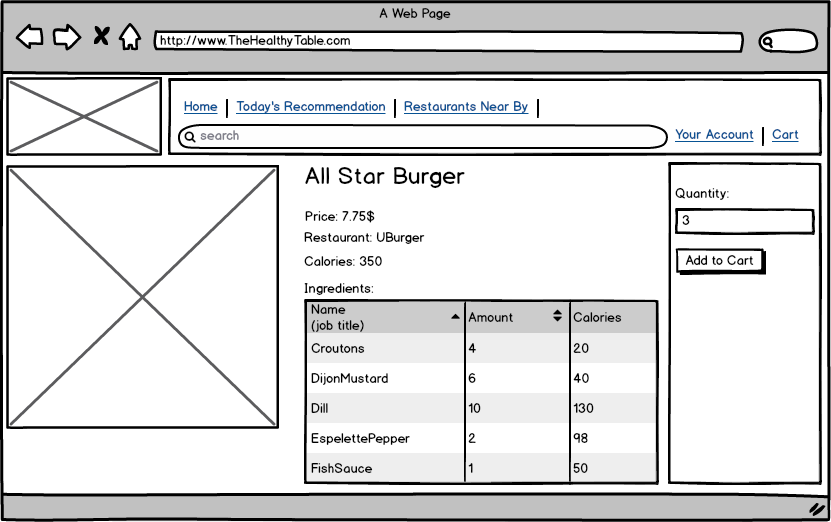 A Web Page
http://www.TheHealthyTable.com
Home Today's Recommendation Restaurants Near By
search
Your Account Cart
All Star Burger
Price: 7.75$
Restaurant: UBurger
Calories: 350
Ingredients:
Quantity:
3
Add to Cart
Name
(job title) Amount Calories
Croutons 4 20
DijonMustard 6 40
Dill 10 130
EspelettePepper 2 98
FishSauce 1 50